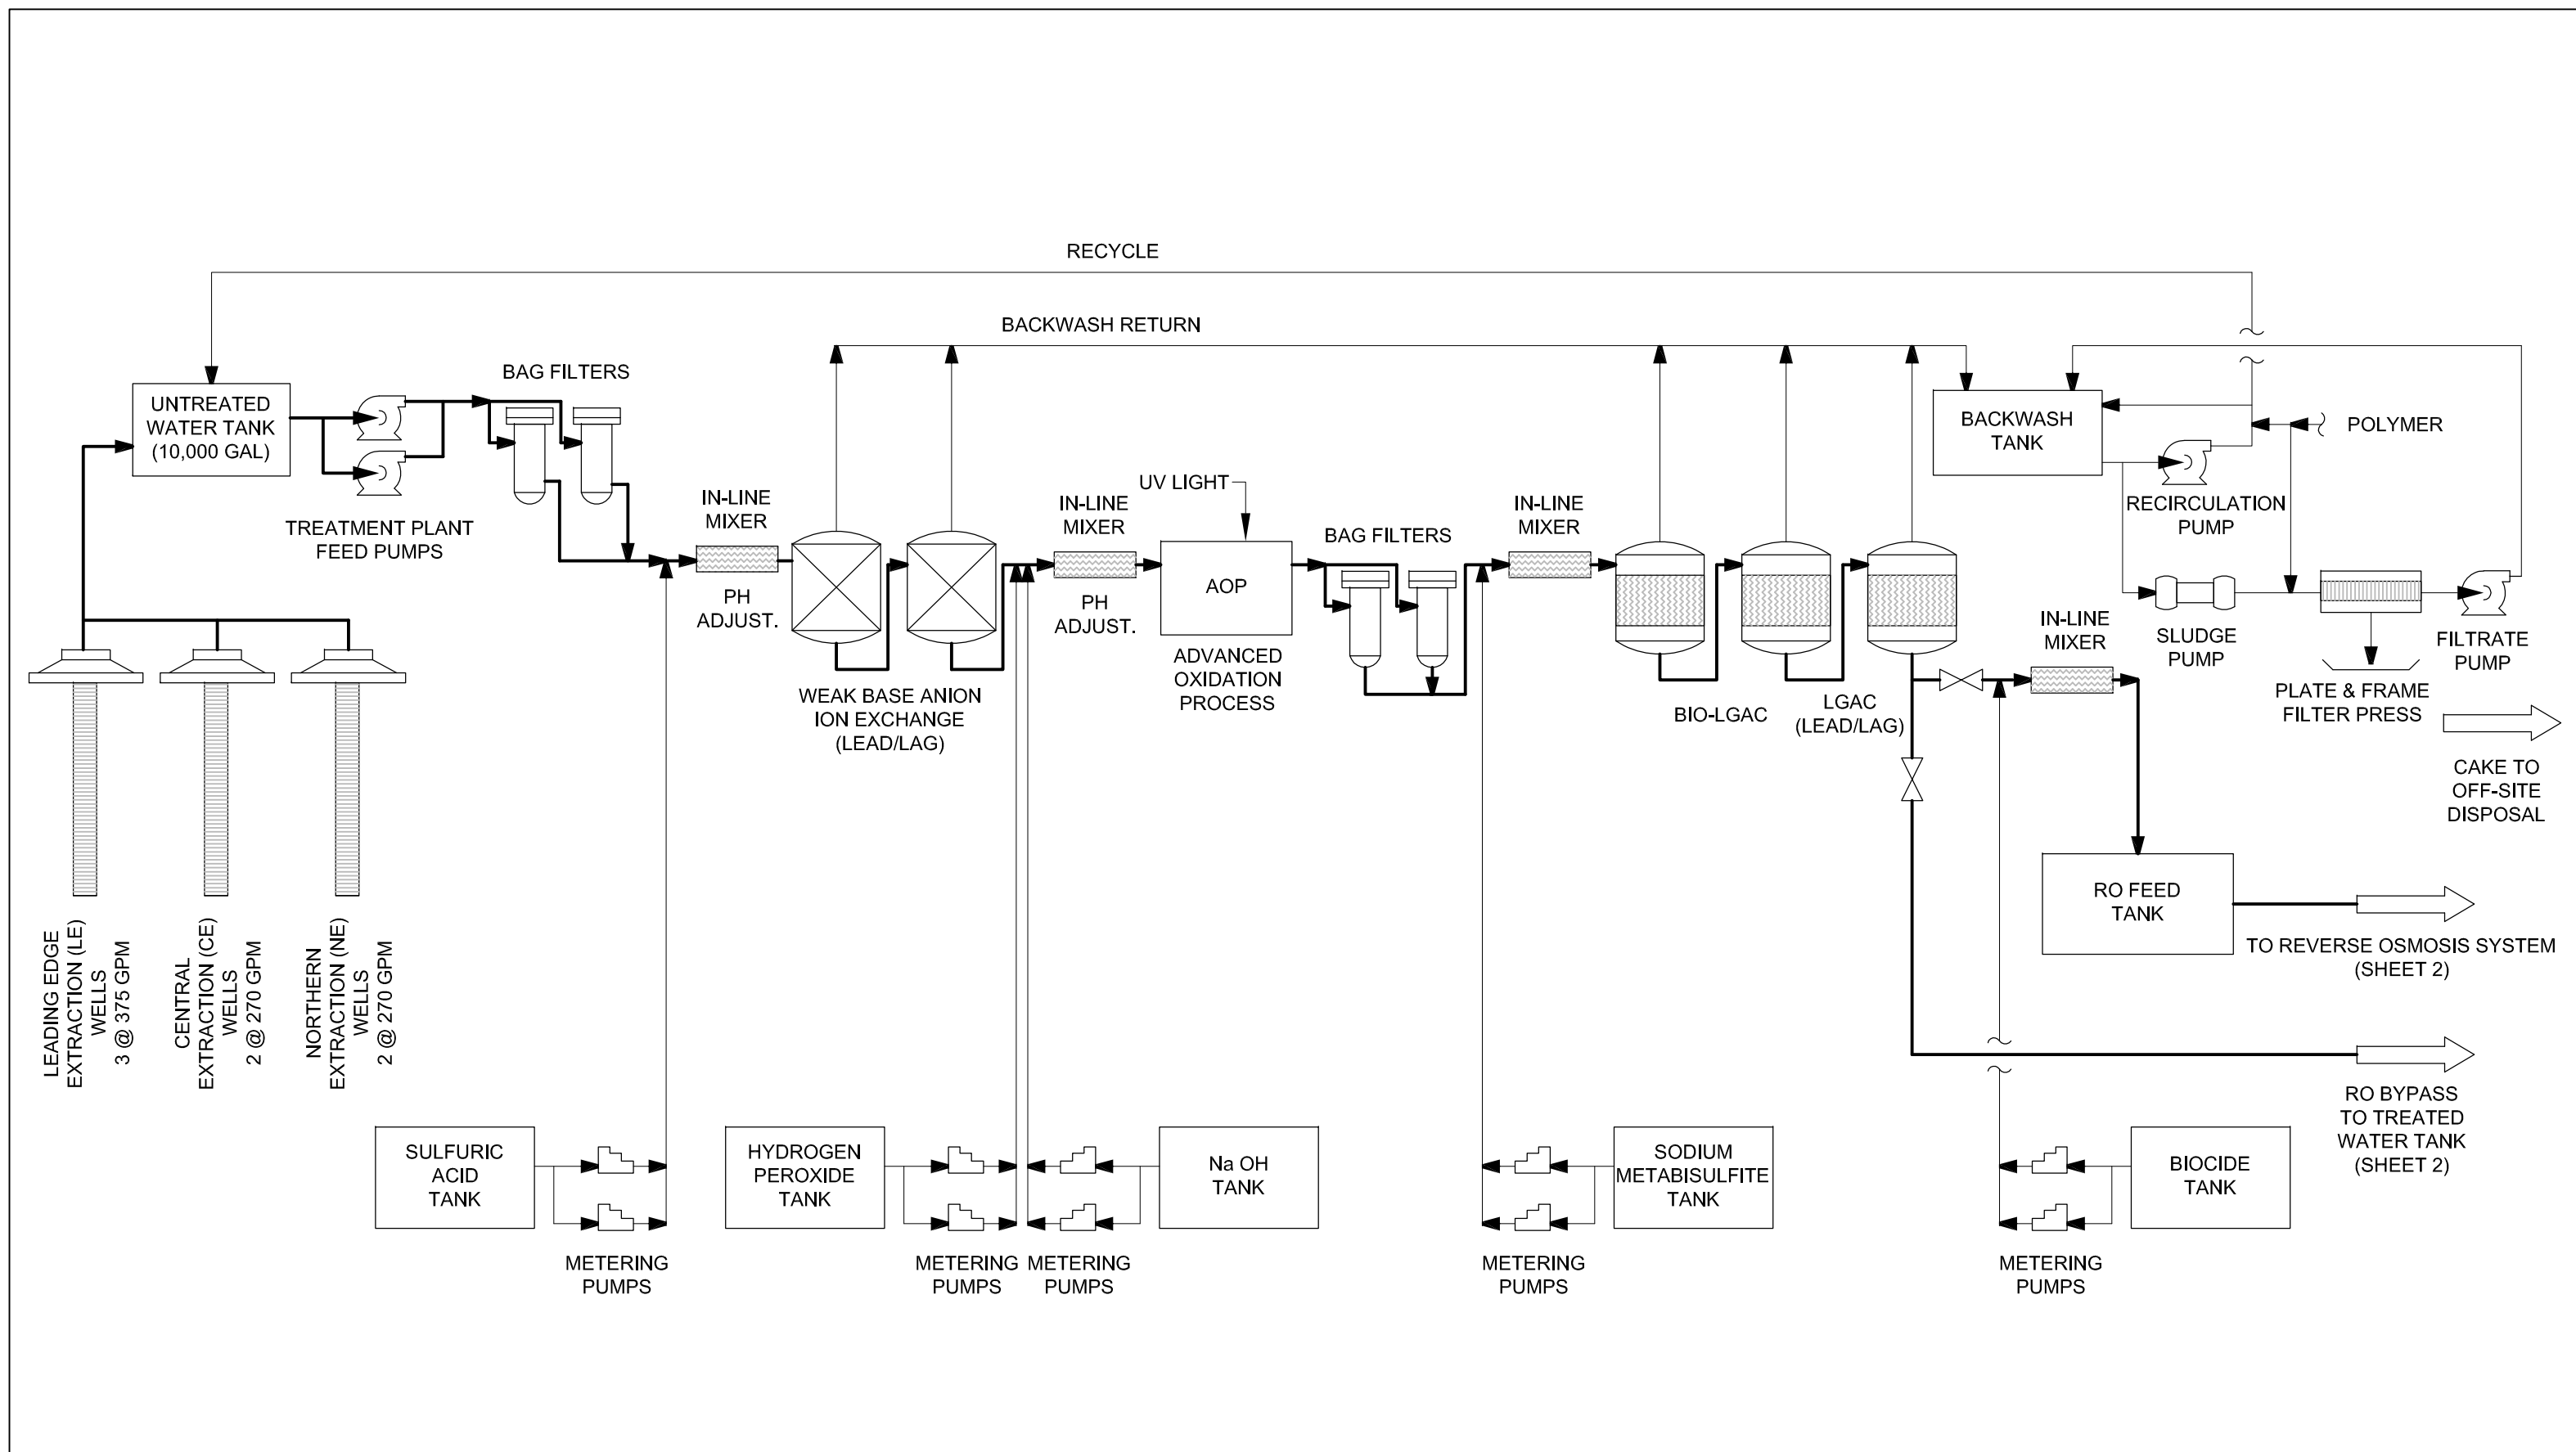 RECYCLE
BACKWASH RETURN
BAG FILTERS
UNTREATED
WATER TANK
(10,000 GAL)
TREATMENT PLANT
FEED PUMPS
IN-LINE
MIXER
PH
ADJUST.
WEAK BASE ANION
ION EXCHANGE
(LEAD/LAG)
UV LIGHT
IN-LINE
MIXER
PH
ADJUST.
AOP
ADVANCED
OXIDATION
PROCESS
BAG FILTERS
IN-LINE
MIXER
BIO-LGAC
LGAC
(LEAD/LAG)
BACKWASH
TANK
POLYMER
RECIRCULATION
PUMP
IN-LINE
MIXER
SLUDGE
PUMP
FILTRATE
PUMP
PLATE & FRAME
FILTER PRESS
CAKE TO
OFF-SITE
DISPOSAL
RO FEED
TANK
TO REVERSE OSMOSIS SYSTEM
(SHEET 2)
RO BYPASS
TO TREATED
WATER TANK
(SHEET 2)
LEADING EDGE
EXTRACTION (LE)
WELLS
3 @ 375 GPM
CENTRAL
EXTRACTION (CE)
WELLS
2 @ 270 GPM
NORTHERN
EXTRACTION (NE)
WELLS
2 @ 270 GPM
SULFURIC
ACID
TANK
METERING
PUMPS
HYDROGEN
PEROXIDE
TANK
METERING
PUMPS
METERING
PUMPS
Na OH
TANK
METERING
PUMPS
SODIUM
METABISULFITE
TANK
METERING
PUMPS
BIOCIDE
TANK